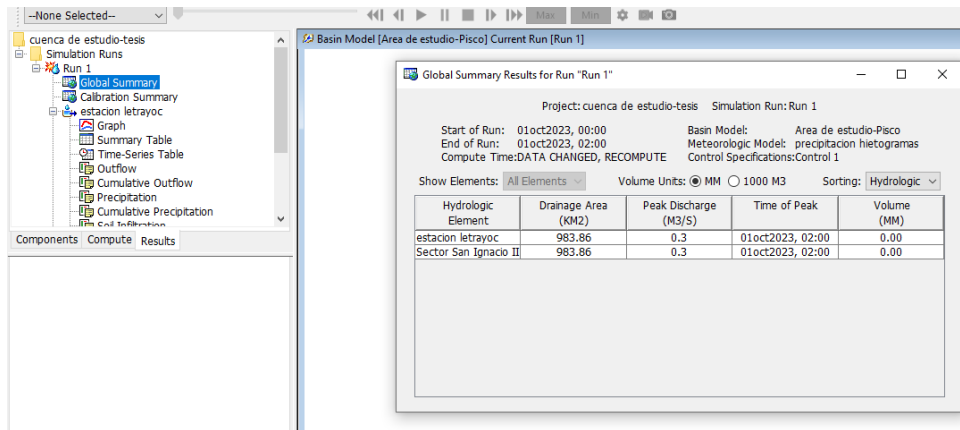 --None Selected--
Max Min
cuenca de estudio-tesis
Simulation Runs
Run 1
Global Summary
Calibration Summary
estacion letrayoc
Graph
Summary Table
Time-Series Table
Outflow
Cumulative Outflow
Precipitation
Cumulative Precipitation
Soil Infiltration
Components Compute Results
Basin Model [Area de estudio-Pisco] Current Run [Run 1]
Global Summary Results for Run "Run 1"
Project: cuenca de estudio-tesis Simulation Run: Run 1
Start of Run: 01oct2023, 00:00 Basin Model: Area de estudio-Pisco
End of Run: 01oct2023, 02:00 Meteorologic Model: precipitacion hietogramas
Compute Time:DATA CHANGED, RECOMPUTE Control Specifications:Control 1
Show Elements: All Elements Volume Units: MM 1000 M3 Sorting: Hydrologic
Hydrologic Element Drainage Area (KM2) Peak Discharge (M3/S) Time of Peak Volume (MM)
estacion letrayoc 983.86 0.3 01oct2023, 02:00 0.00
Sector San Ignacio II 983.86 0.3 01oct2023, 02:00 0.00